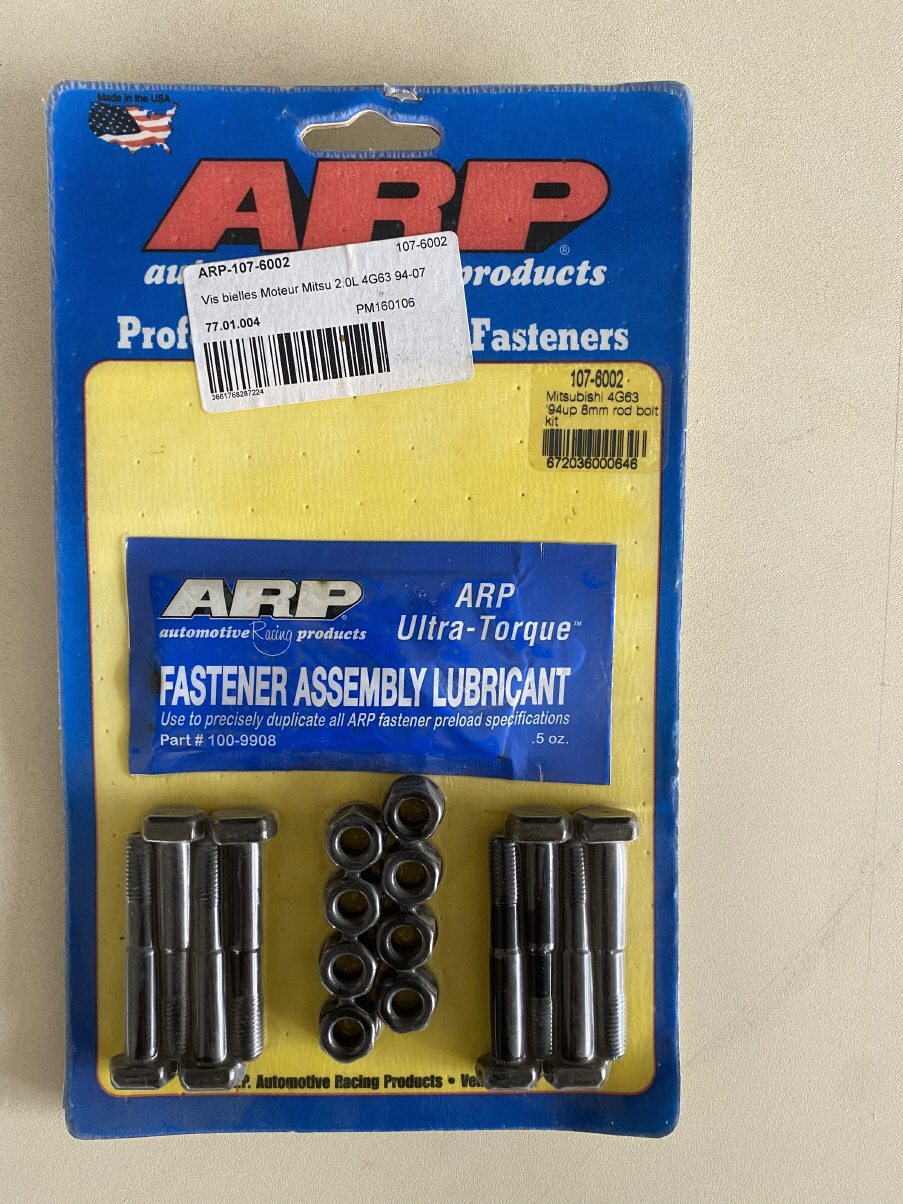 Made in the USA
ARP
®
products
Fasteners
ARP-107-6002
107-6002
Vis bielles Moteur Mitsu 2.0L 4G63 94-07
77.01.004
PM160106
3661768287224
107-6002
Mitsubishi 4G63
'94up 8mm rod bolt
kit
672036000646
ARP
®
automotive Racing products
ARP
Ultra-Torque™
FASTENER ASSEMBLY LUBRICANT
Use to precisely duplicate all ARP fastener preload specifications
Part # 100-9908
.5 oz.
Automotive Racing Products •